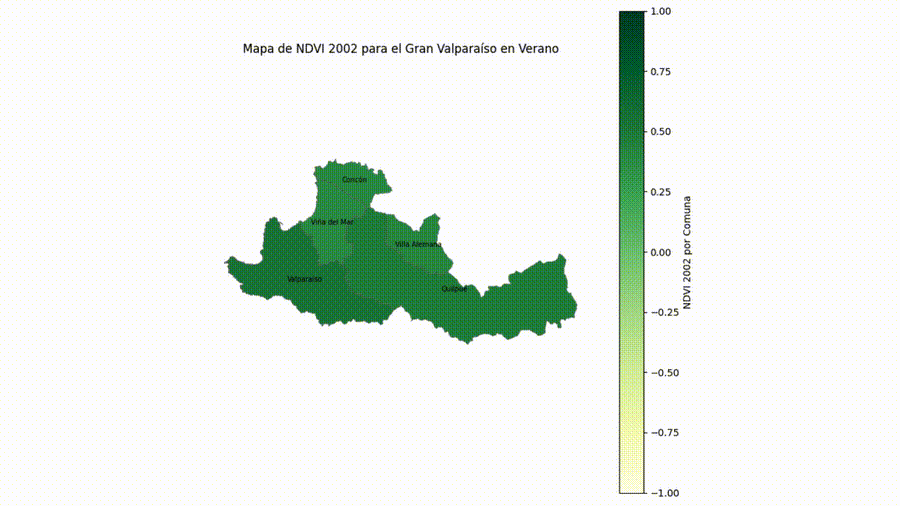 Mapa de NDVI 2002 para el Gran Valparaíso en Verano
Concón
Viña del Mar
Villa Alemana
Valparaíso
Quilpué
1.00
0.75
0.50
0.25
0.00
−0.25
−0.50
−0.75
−1.00
NDVI 2002 por Comuna